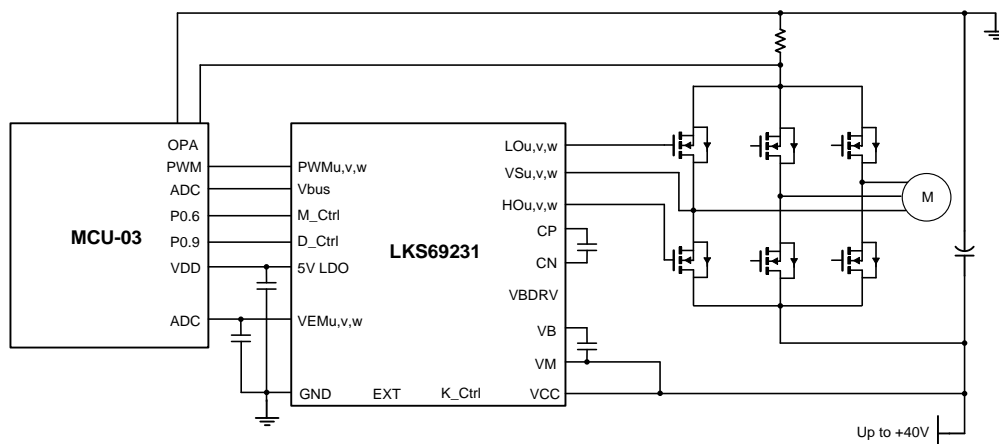 OPA
PWM
ADC
P0.6
P0.9
VDD
ADC
MCU-03
PWMu,v,w
Vbus
M_Ctrl
D_Ctrl
5V LDO
VEMu,v,w
GND
EXT
K_Ctrl
LKS69231
LOu,v,w
VSu,v,w
HOu,v,w
CP
CN
VBDRV
VB
VM
VCC
M
Up to +40V